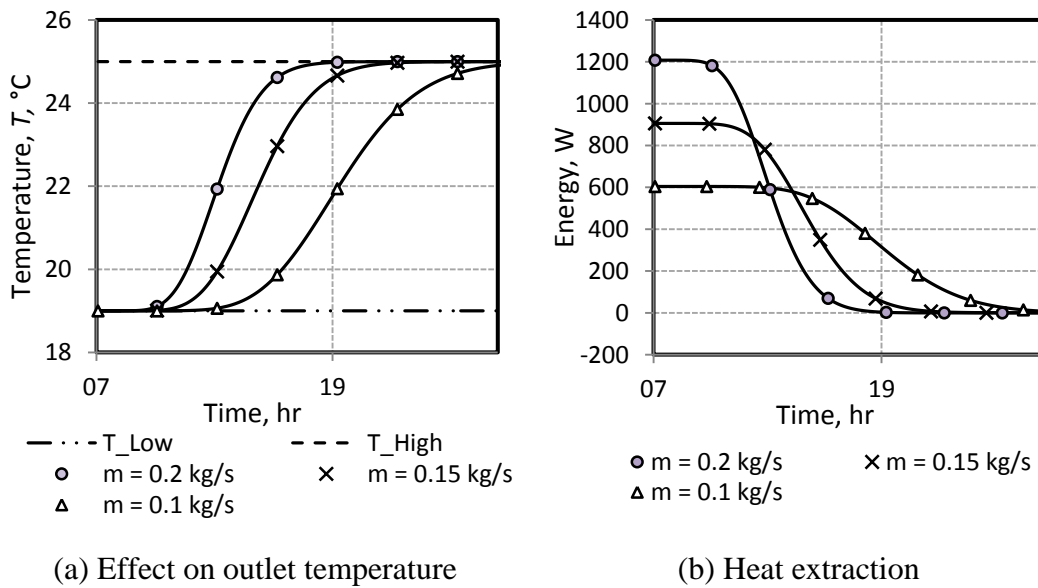 26
24
22
20
18
Temperature, T, °C
07
19
Time, hr
T_Low
T_High
m = 0.2 kg/s
m = 0.15 kg/s
m = 0.1 kg/s
(a) Effect on outlet temperature
1400
1200
1000
800
600
400
200
0
-200
Energy, W
07
19
Time, hr
m = 0.2 kg/s
m = 0.15 kg/s
m = 0.1 kg/s
(b) Heat extraction